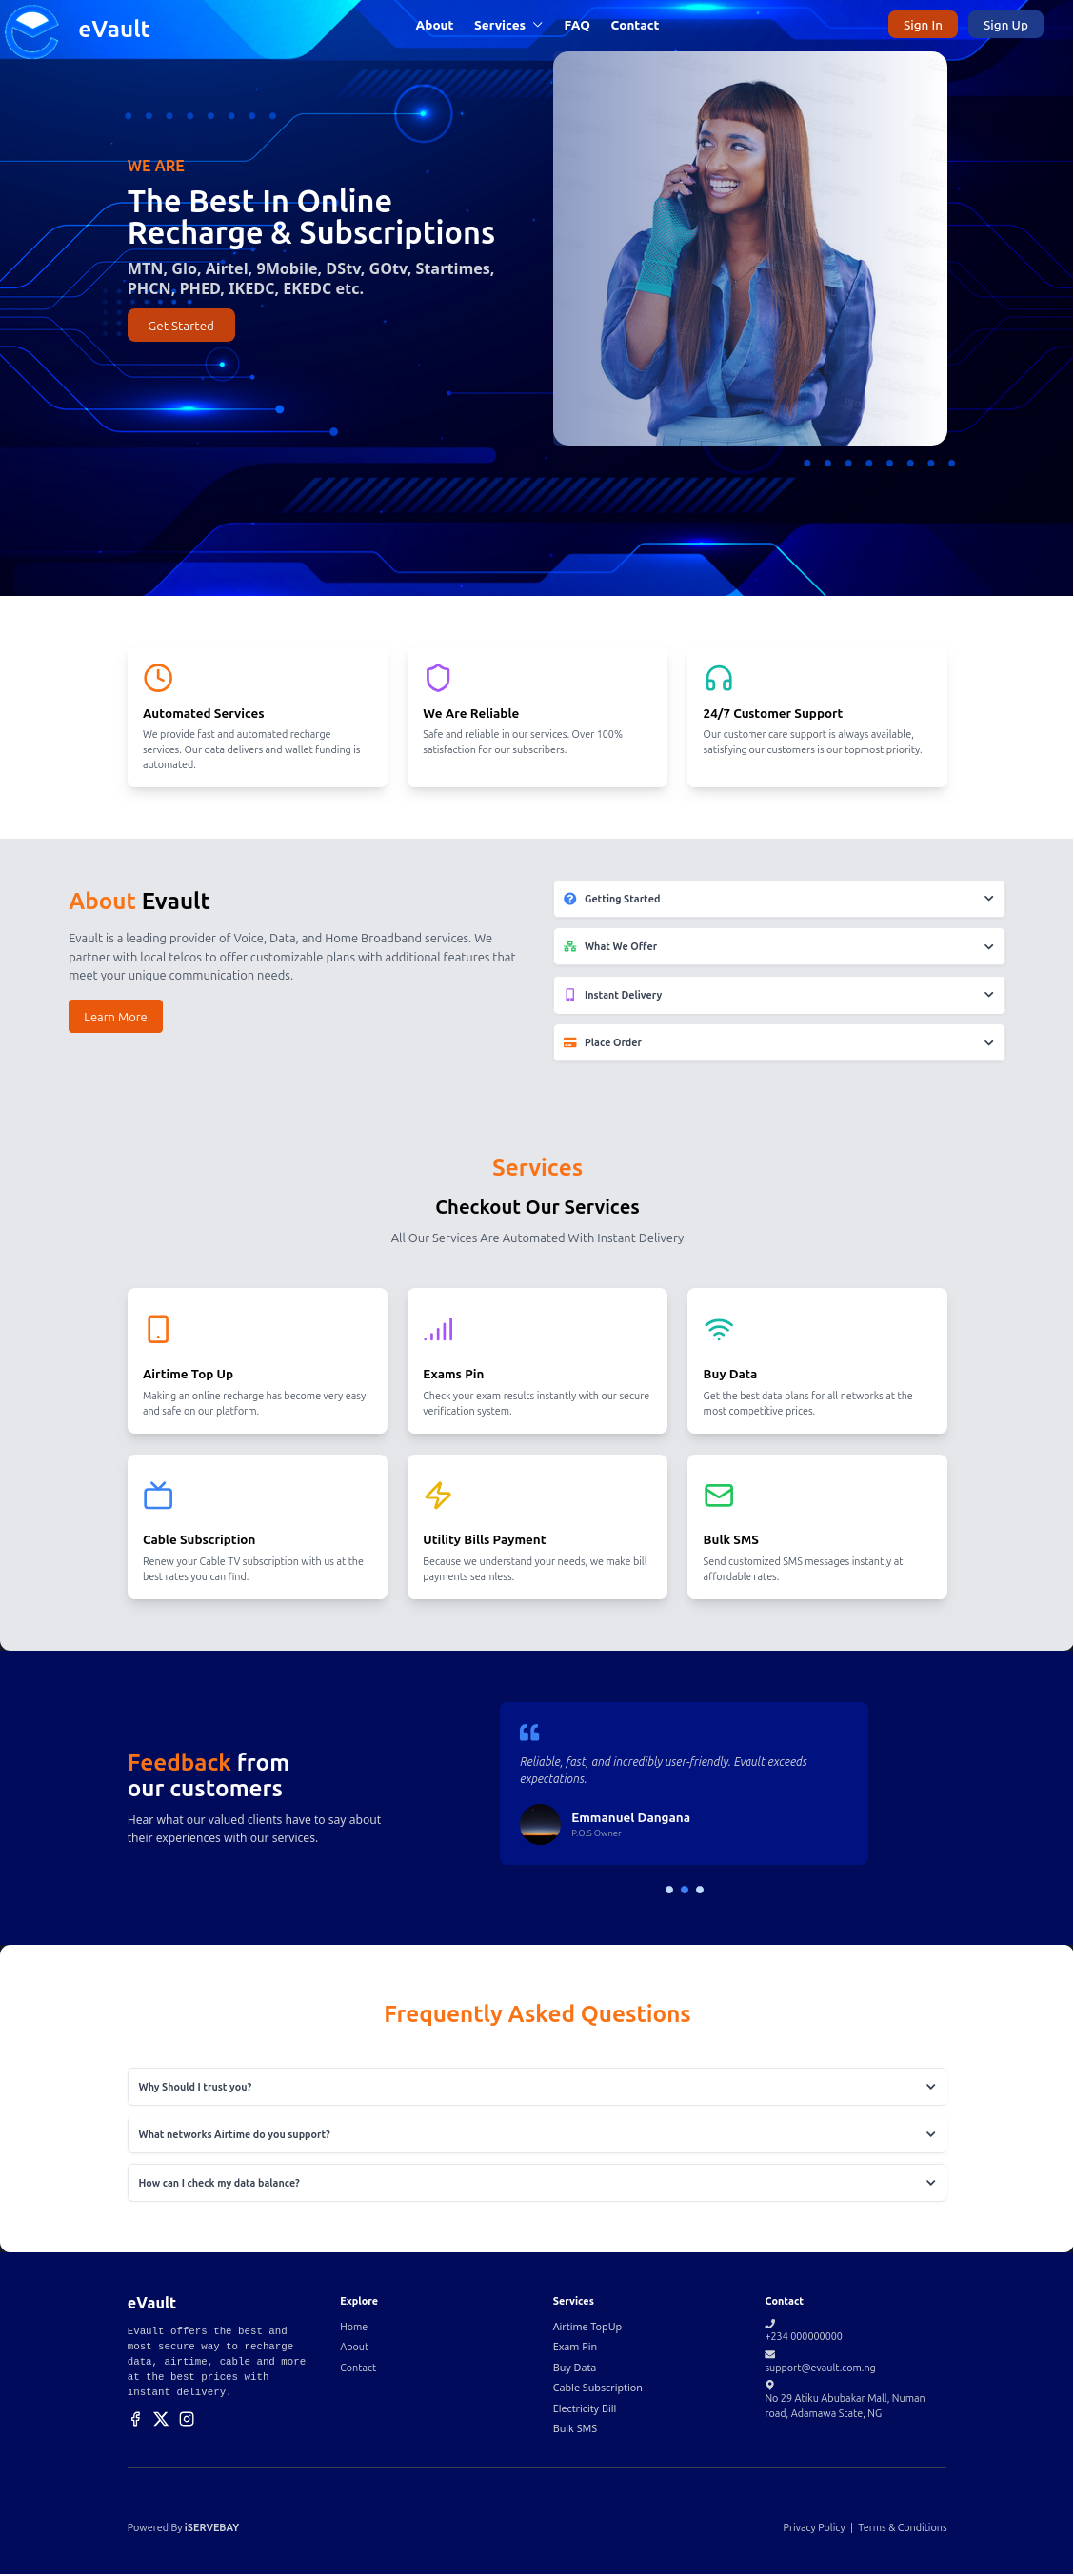 eVault
About Services FAQ Contact
Sign In Sign Up
WE ARE
The Best In Online
Recharge & Subscriptions
MTN, Glo, Airtel, 9Mobile, DStv, GOtv, Startimes,
PHCN, PHED, IKEDC, EKEDC etc.
Get Started
Automated Services
We provide fast and automated recharge
services. Our data delivers and wallet funding is
automated.
We Are Reliable
Safe and reliable in our services. Over 100%
satisfaction for our subscribers.
24/7 Customer Support
Our customer care support is always available,
satisfying our customers is our topmost priority.
About Evault
Evault is a leading provider of Voice, Data, and Home Broadband services. We
partner with local telcos to offer customizable plans with additional features that
meet your unique communication needs.
Learn More
Getting Started
What We Offer
Instant Delivery
Place Order
Services
Checkout Our Services
All Our Services Are Automated With Instant Delivery
Airtime Top Up
Making an online recharge has become very easy
and safe on our platform.
Exams Pin
Check your exam results instantly with our secure
verification system.
Buy Data
Get the best data plans for all networks at the
most competitive prices.
Cable Subscription
Renew your Cable TV subscription with us at the
best rates you can find.
Utility Bills Payment
Because we understand your needs, we make bill
payments seamless.
Bulk SMS
Send customized SMS messages instantly at
affordable rates.
Feedback from
our customers
Hear what our valued clients have to say about
their experiences with our services.
Reliable, fast, and incredibly user-friendly. Evault exceeds
expectations.
Emmanuel Dangana
P.O.S Owner
Frequently Asked Questions
Why Should I trust you?
What networks Airtime do you support?
How can I check my data balance?
eVault
Evault offers the best and
most secure way to recharge
data, airtime, cable and more
at the best prices with
instant delivery.
Explore
Home
About
Contact
Services
Airtime TopUp
Exam Pin
Buy Data
Cable Subscription
Electricity Bill
Bulk SMS
Contact
+234 000000000
support@evault.com.ng
No 29 Atiku Abubakar Mall, Numan
road, Adamawa State, NG
Powered By iSERVEBAY
Privacy Policy | Terms & Conditions